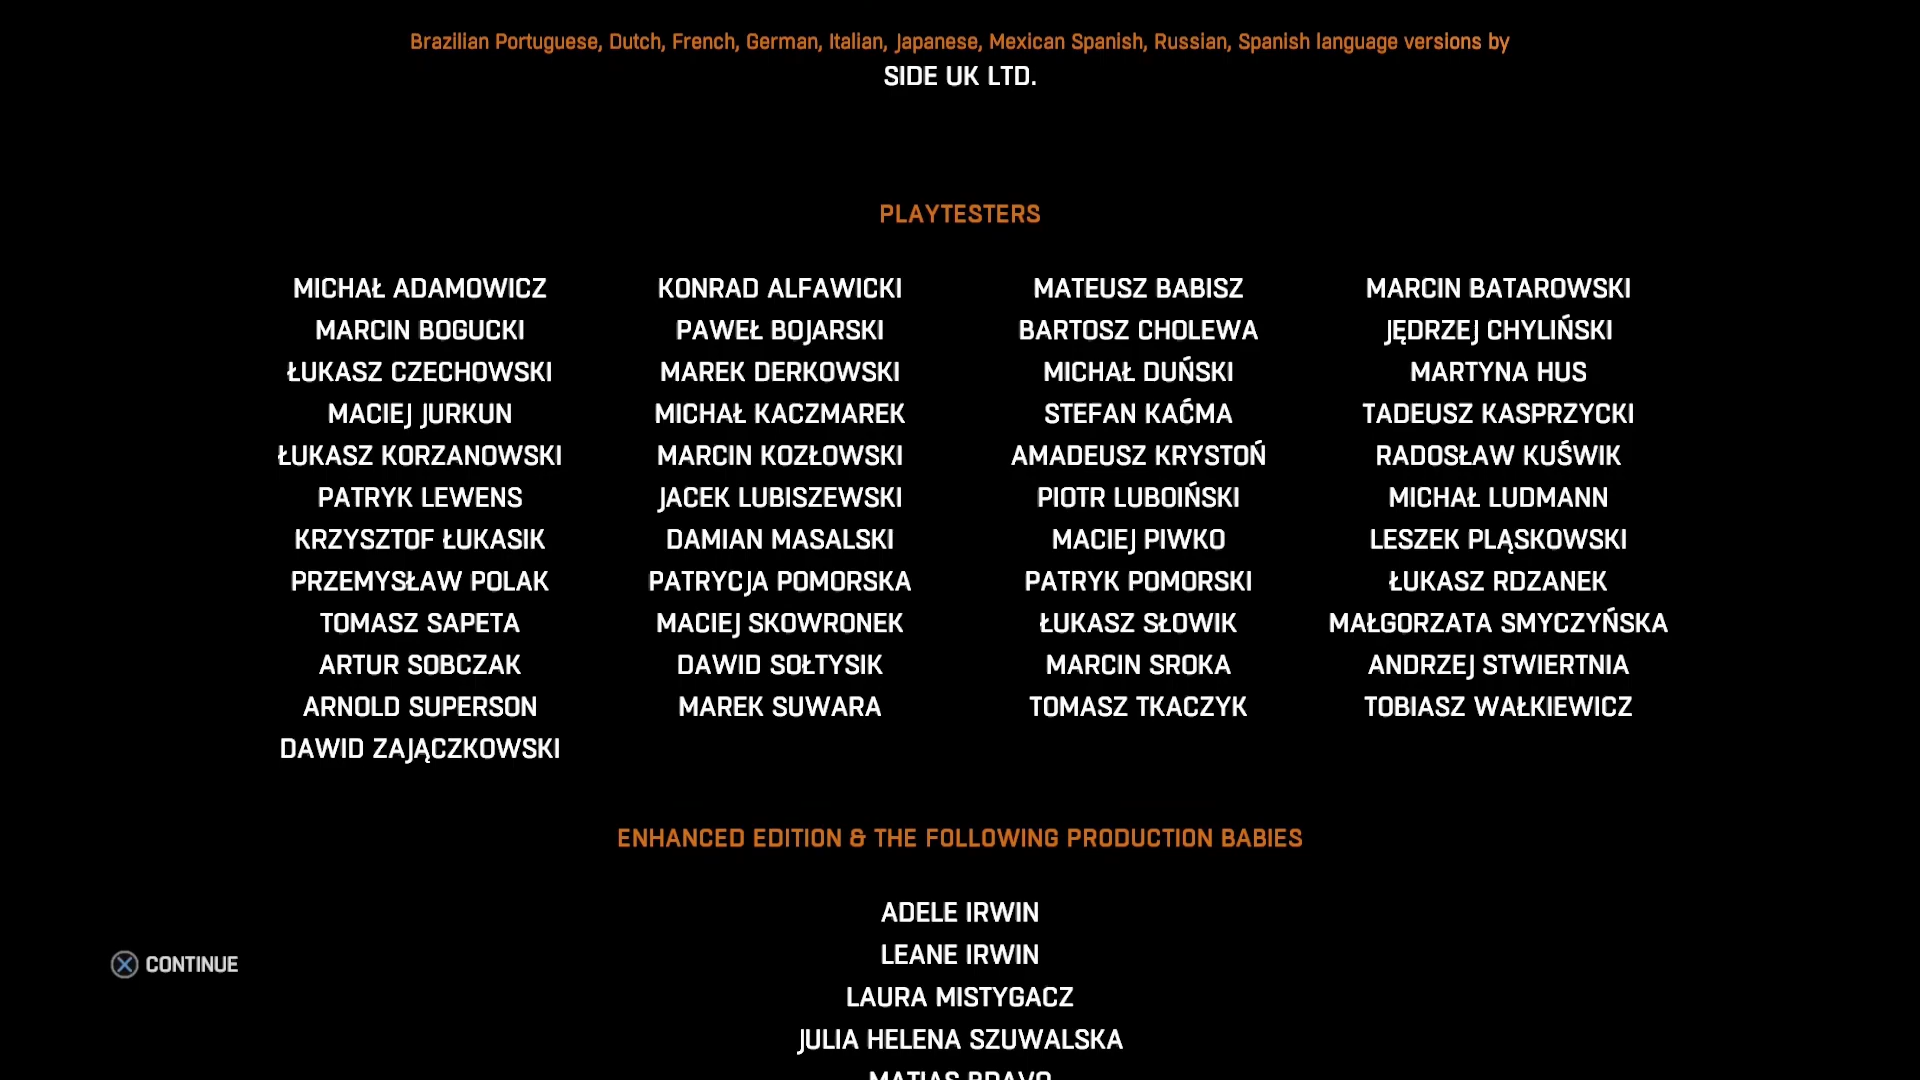 Brazilian Portuguese, Dutch, French, German, Italian, Japanese, Mexican Spanish, Russian, Spanish language versions by
SIDE UK LTD.
PLAYTESTERS
MICHAŁ ADAMOWICZ KONRAD ALFAWICKI MATEUSZ BABISZ MARCIN BATAROWSKI
MARCIN BOGUCKI PAWEŁ BOJARSKI BARTOSZ CHOLEWA JĘDRZEJ CHYLIŃSKI
ŁUKASZ CZECHOWSKI MAREK DERKOWSKI MICHAŁ DUŃSKI MARTYNA HUS
MACIEJ JURKUN MICHAŁ KACZMAREK STEFAN KAĆMA TADEUSZ KASPRZYCKI
ŁUKASZ KORZANOWSKI MARCIN KOZŁOWSKI AMADEUSZ KRYSTOŃ RADOSŁAW KUŚWIK
PATRYK LEWENS JACEK LUBISZEWSKI PIOTR LUBOIŃSKI MICHAŁ LUDMANN
KRZYSZTOF ŁUKASIK DAMIAN MASALSKI MACIEJ PIWKO LESZEK PLĄSKOWSKI
PRZEMYSŁAW POLAK PATRYCJA POMORSKA PATRYK POMORSKI ŁUKASZ RDZANEK
TOMASZ SAPETA MACIEJ SKOWRONEK ŁUKASZ SŁOWIK MAŁGORZATA SMYCZYŃSKA
ARTUR SOBCZAK DAWID SOŁTYSIK MARCIN SROKA ANDRZEJ STWIERTNIA
ARNOLD SUPERSON MAREK SUWARA TOMASZ TKACZYK TOBIASZ WAŁKIEWICZ
DAWID ZAJĄCZKOWSKI
ENHANCED EDITION & THE FOLLOWING PRODUCTION BABIES
ADELE IRWIN
LEANE IRWIN
CONTINUE
LAURA MISTYGACZ
JULIA HELENA SZUWALSKA
MATIAS BRAVO